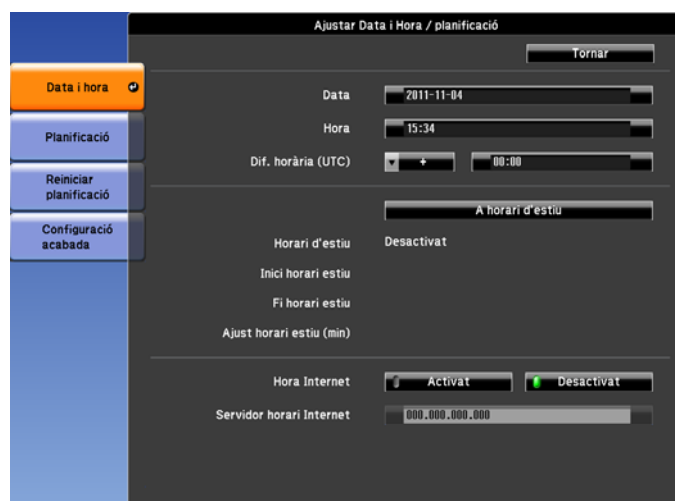 Ajustar Data i Hora / planificació
Tornar
Data i hora
Planificació
Reiniciar
planificació
Configuració
acabada
Data 2011-11-04
Hora 15:34
Dif. horària (UTC) + 00:00
A horari d'estiu
Horari d'estiu Desactivat
Inici horari estiu
Fi horari estiu
Ajust horari estiu (min)
Hora Internet Activat Desactivat
Servidor horari Internet 000.000.000.000